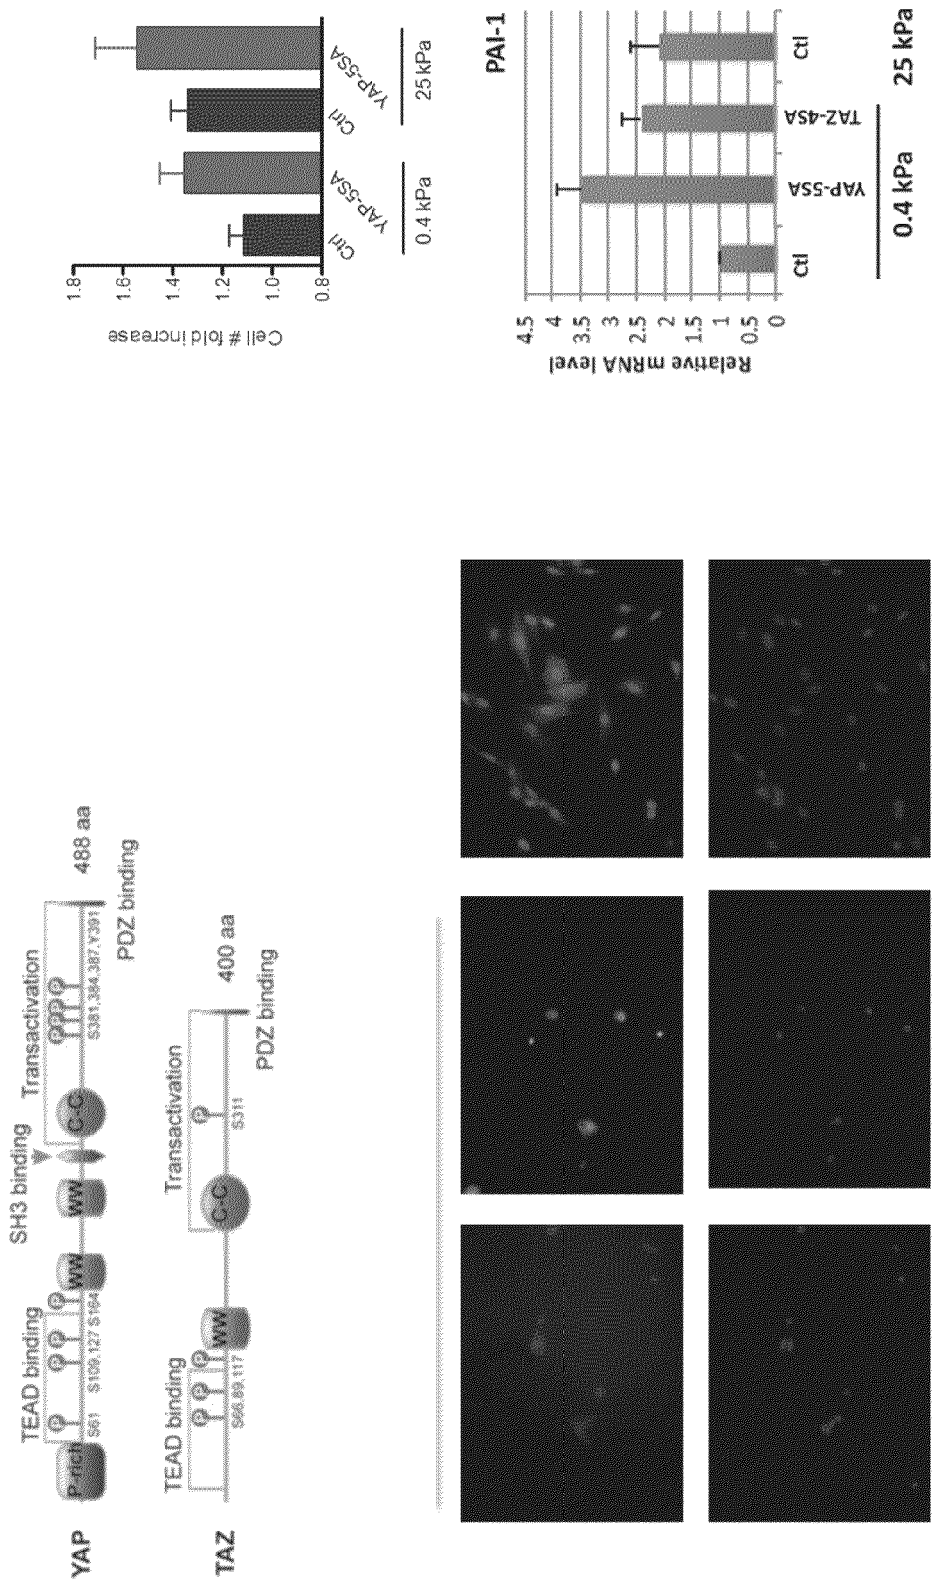 YAP
P-rich
TEAD binding
P
P
P
P
S61
S109,127
S164
WW
WW
SH3 binding
C-C
Transactivation
P
P
P
P
S381,384,387,Y391
488 aa
PDZ binding
TAZ
TEAD binding
P
P
P
S66,89,117
WW
C-C
Transactivation
P
S311
400 aa
PDZ binding
Cell # fold increase
1.8
1.6
1.4
1.2
1.0
0.8
Ctrl
YAP-5SA
Ctrl
YAP-5SA
0.4 kPa
25 kPa
PAI-1
Relative mRNA level
4.5
4
3.5
3
2.5
2
1.5
1
0.5
0
Ctl
YAP-5SA
TAZ-4SA
Ctl
0.4 kPa
25 kPa